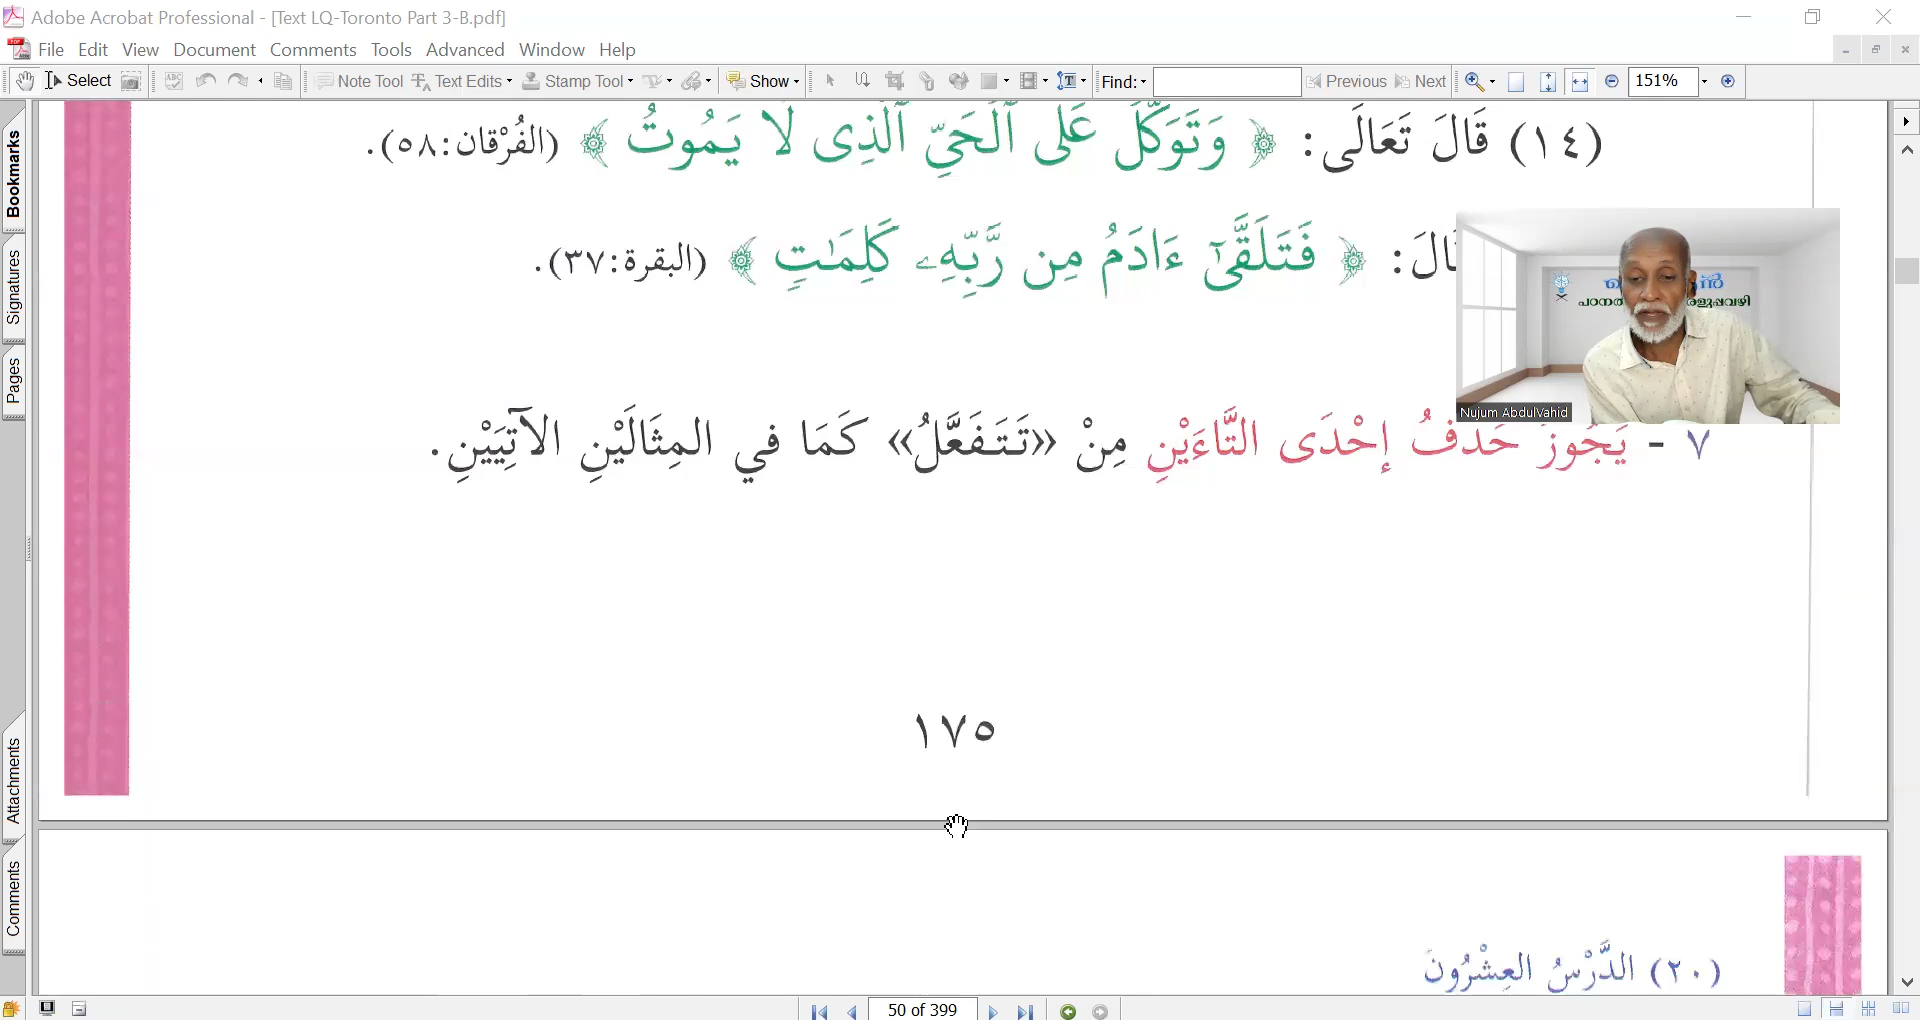 Adobe Acrobat Professional - [Text LQ-Toronto Part 3-B.pdf]
File Edit View Document Comments Tools Advanced Window Help
Select Note Tool Text Edits Stamp Tool Show Find: Previous Next 151%
Bookmarks
Signatures
Pages
Attachments
Comments
(١٤) قَالَ تَعَالَى: ﴿ وَتَوَكَّلْ عَلَى ٱلْحَيِّ ٱلَّذِى لَا يَمُوتُ ﴾ (الفُرْقان:٥٨).
قَالَ: ﴿ فَتَلَقَّىٰٓ ءَادَمُ مِن رَّبِّهِۦ كَلِمَـٰتٍ ﴾ (البقرة:٣٧).
Nujum AbdulVahid
٧ - يَجُوزُ حَذْفُ إِحْدَى التَّاءَيْنِ مِنْ «تَتَفَعَّلُ» كَمَا في المِثَالَيْنِ الآتِيَيْنِ.
١٧٥
(٢٠) الدَّرْسُ العِشْرُونَ
50 of 399